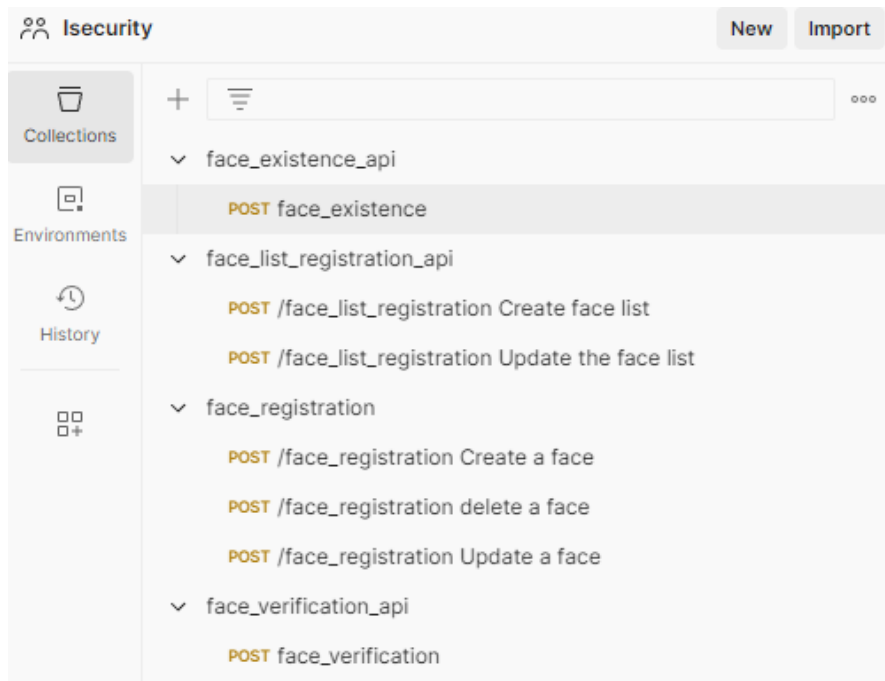 Isecurity
New
Import
Collections
Environments
History
face_existence_api
POST face_existence
face_list_registration_api
POST /face_list_registration Create face list
POST /face_list_registration Update the face list
face_registration
POST /face_registration Create a face
POST /face_registration delete a face
POST /face_registration Update a face
face_verification_api
POST face_verification